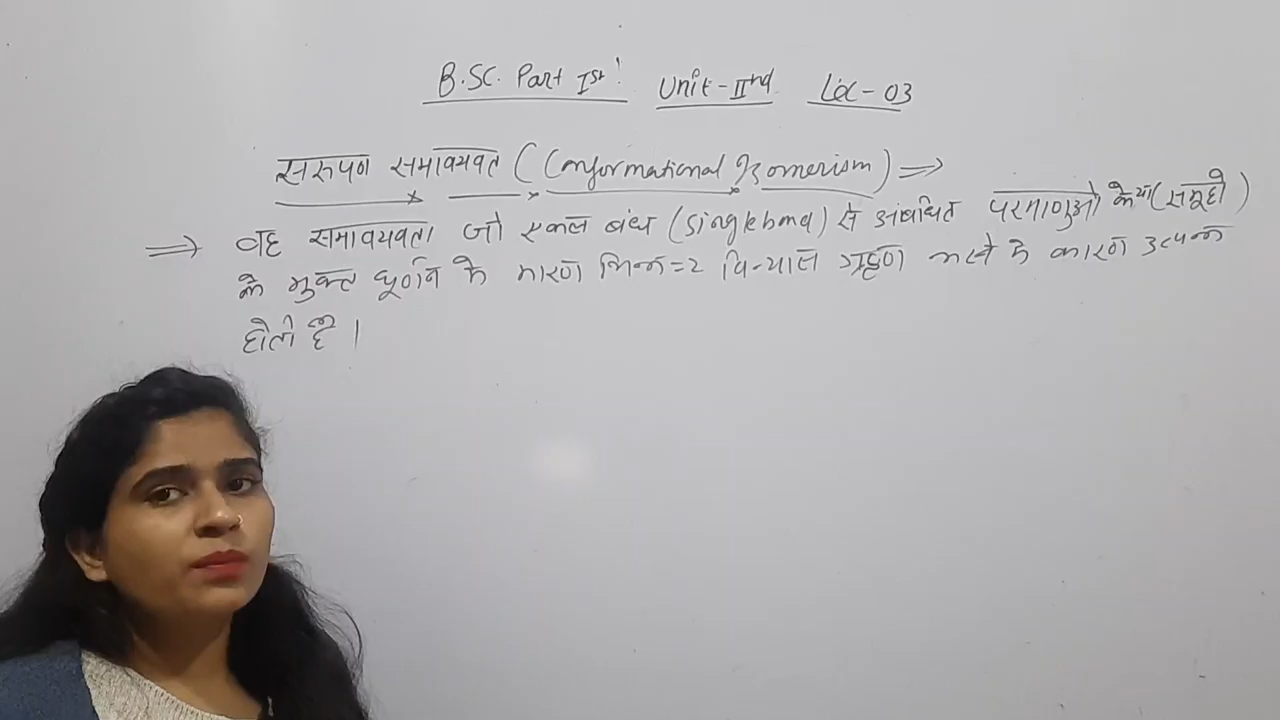 B.SC. Part Ist! Unit-IInd Lec-03
सरुपण समावयवत (Conformational Isomerism) ⇒
⇒ वह समावयवता जो एकल बंध (Single bond) से संबंधित परमाणुओ के या (समूहो)
के मुक्त घूर्णन के कारण भिन्न=2 विन्यास ग्रहण करने के कारण उत्पन्न
होती है ।